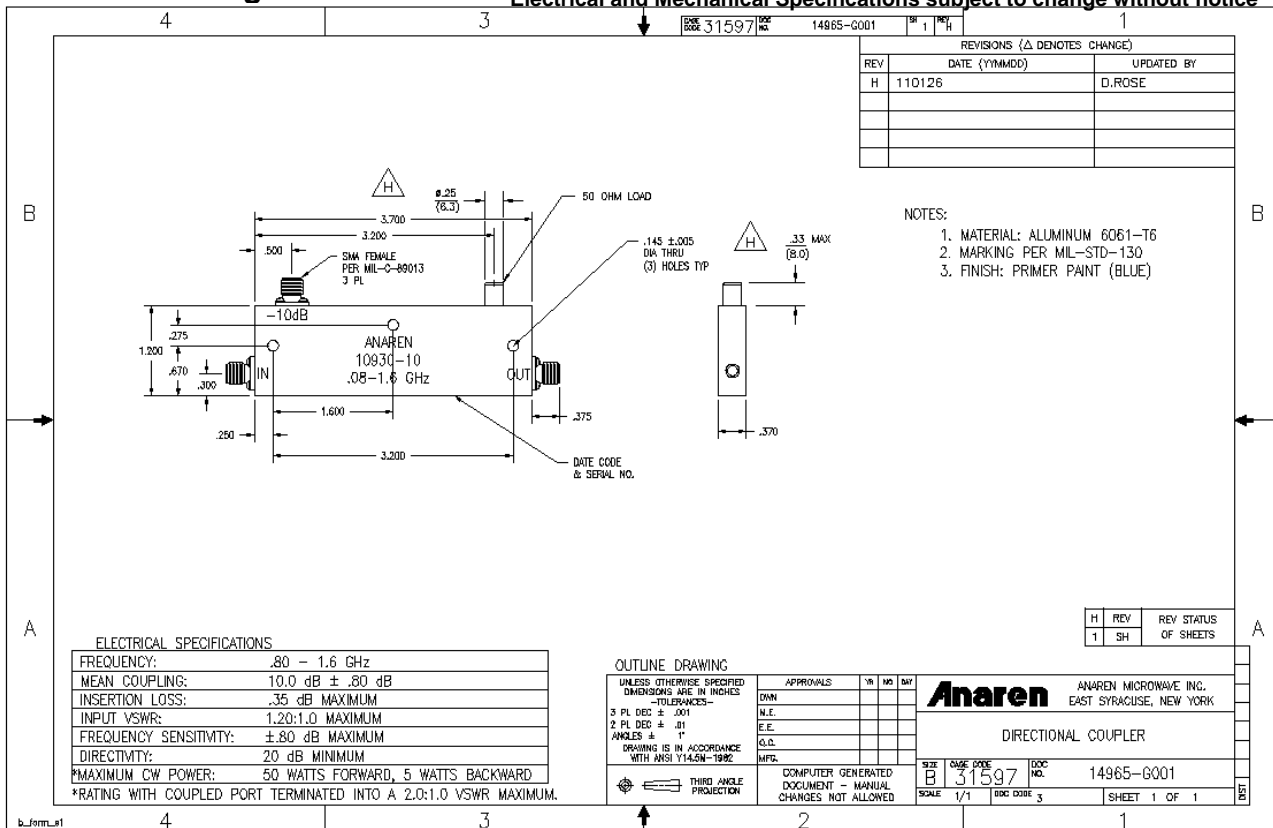 Electrical and Mechanical Specifications subject to change without notice
4 3 1
CAGE CODE 31597 DOC NO. 14965-G001 SH 1 REV H
REVISIONS (△ DENOTES CHANGE)
REV DATE (YYMMDD) UPDATED BY
H 110126 D.ROSE
B B
H
ø.25
(6.3)
50 OHM LOAD
3.700
3.200
.500
SMA FEMALE
PER MIL-C-89013
3 PL
.145 ±.005
DIA THRU
(3) HOLES TYP
H
.33 MAX
(8.0)
NOTES:
1. MATERIAL: ALUMINUM 6061-T6
2. MARKING PER MIL-STD-130
3. FINISH: PRIMER PAINT (BLUE)
-10dB
.275
1.200
.670
.300
ANAREN
10930-10
.08-1.6 GHz
IN OUT
1.600
.375
.250
3.200
.370
DATE CODE
& SERIAL NO.
A A
H REV REV STATUS
1 SH OF SHEETS
ELECTRICAL SPECIFICATIONS
FREQUENCY: .80 - 1.6 GHz
MEAN COUPLING: 10.0 dB ± .80 dB
INSERTION LOSS: .35 dB MAXIMUM
INPUT VSWR: 1.20:1.0 MAXIMUM
FREQUENCY SENSITIVITY: ±.80 dB MAXIMUM
DIRECTIVITY: 20 dB MINIMUM
*MAXIMUM CW POWER: 50 WATTS FORWARD, 5 WATTS BACKWARD
*RATING WITH COUPLED PORT TERMINATED INTO A 2.0:1.0 VSWR MAXIMUM.
OUTLINE DRAWING
UNLESS OTHERWISE SPECIFIED
DIMENSIONS ARE IN INCHES
-TOLERANCES-
3 PL DEC ± .001
2 PL DEC ± .01
ANGLES ± 1°
DRAWING IS IN ACCORDANCE
WITH ANSI Y14.5M-1982
THIRD ANGLE
PROJECTION
APPROVALS YR MO DAY
DWN
M.E.
E.E.
Q.C.
MFG.
COMPUTER GENERATED
DOCUMENT - MANUAL
CHANGES NOT ALLOWED
Anaren
ANAREN MICROWAVE INC.
EAST SYRACUSE, NEW YORK
DIRECTIONAL COUPLER
SIZE B CAGE CODE 31597 DOC NO. 14965-G001
SCALE 1/1 DOC CODE 3 SHEET 1 OF 1
DIST
b_form_s1
4 3 2 1